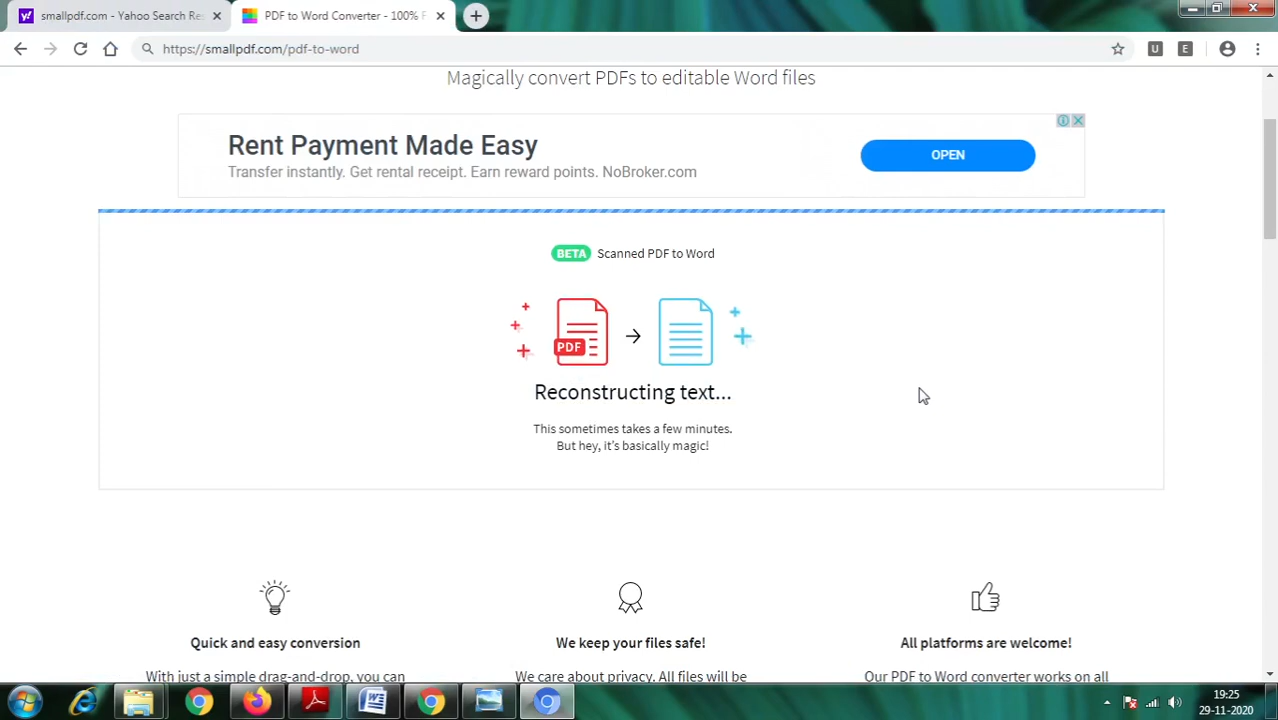 smallpdf.com - Yahoo Search Res
PDF to Word Converter - 100% F
https://smallpdf.com/pdf-to-word
U
E
Magically convert PDFs to editable Word files
Rent Payment Made Easy
Transfer instantly. Get rental receipt. Earn reward points. NoBroker.com
OPEN
BETA Scanned PDF to Word
PDF
Reconstructing text...
This sometimes takes a few minutes.
But hey, it's basically magic!
Quick and easy conversion
We keep your files safe!
All platforms are welcome!
With just a simple drag-and-drop, you can
We care about privacy. All files will be
Our PDF to Word converter works on all
19:25
29-11-2020